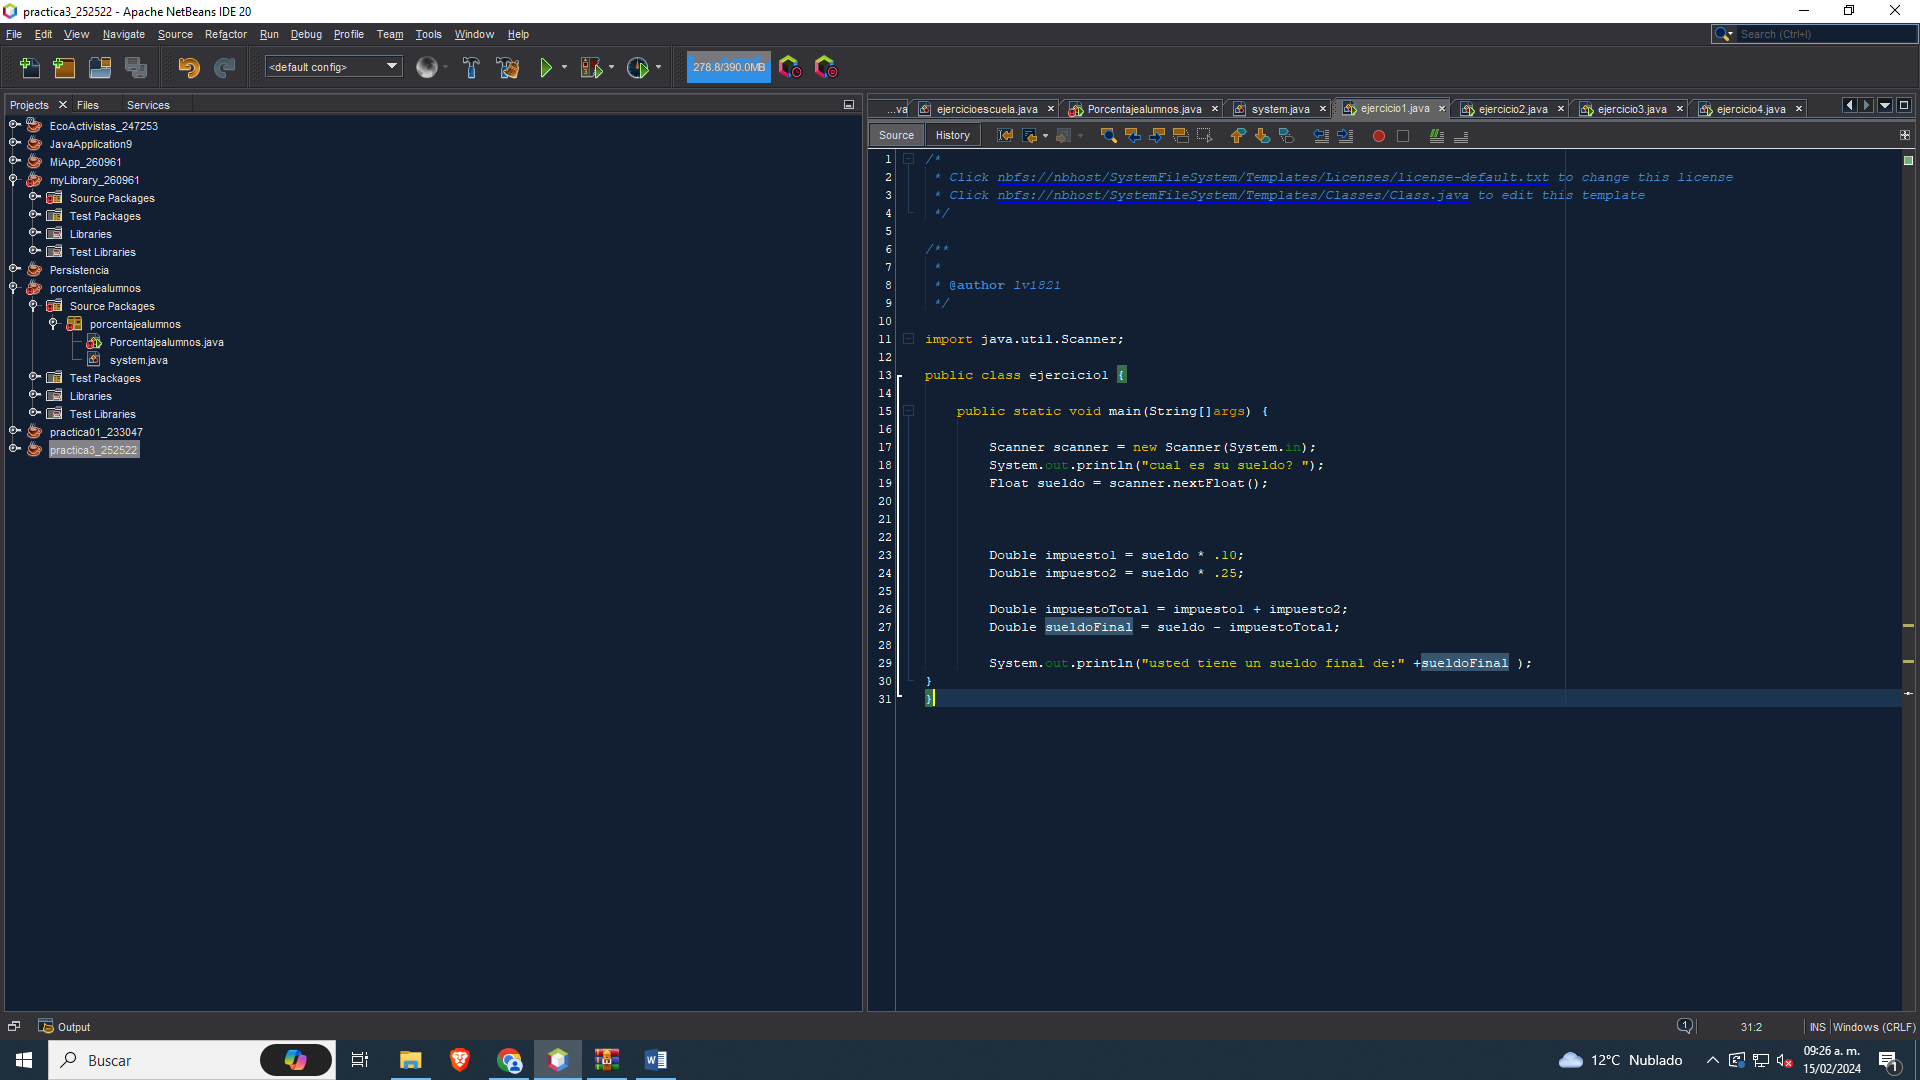 practica3_252522 - Apache NetBeans IDE 20
File Edit View Navigate Source Refactor Run Debug Profile Team Tools Window Help
Search (Ctrl+I)
<default config>
278.8/390.0MB
Projects Files Services
EcoActivistas_247253
JavaApplication9
MiApp_260961
myLibrary_260961
Source Packages
Test Packages
Libraries
Test Libraries
Persistencia
porcentajealumnos
Source Packages
porcentajealumnos
Porcentajealumnos.java
system.java
Test Packages
Libraries
Test Libraries
practica01_233047
practica3_252522
...va ejercicioescuela.java Porcentajealumnos.java system.java ejercicio1.java ejercicio2.java ejercicio3.java ejercicio4.java
Source History
1 /*
2 * Click nbfs://nbhost/SystemFileSystem/Templates/Licenses/license-default.txt to change this license
3 * Click nbfs://nbhost/SystemFileSystem/Templates/Classes/Class.java to edit this template
4 */
5
6 /**
7 *
8 * @author lv1821
9 */
10
11 import java.util.Scanner;
12
13 public class ejercicio1 {
14
15 public static void main(String[]args) {
16
17 Scanner scanner = new Scanner(System.in);
18 System.out.println("cual es su sueldo? ");
19 Float sueldo = scanner.nextFloat();
20
21
22
23 Double impuesto1 = sueldo * .10;
24 Double impuesto2 = sueldo * .25;
25
26 Double impuestoTotal = impuesto1 + impuesto2;
27 Double sueldoFinal = sueldo - impuestoTotal;
28
29 System.out.println("usted tiene un sueldo final de:" +sueldoFinal );
30 }
31 }
Output
1 31:2 INS Windows (CRLF)
Buscar
12°C Nublado
09:26 a. m.
15/02/2024
1